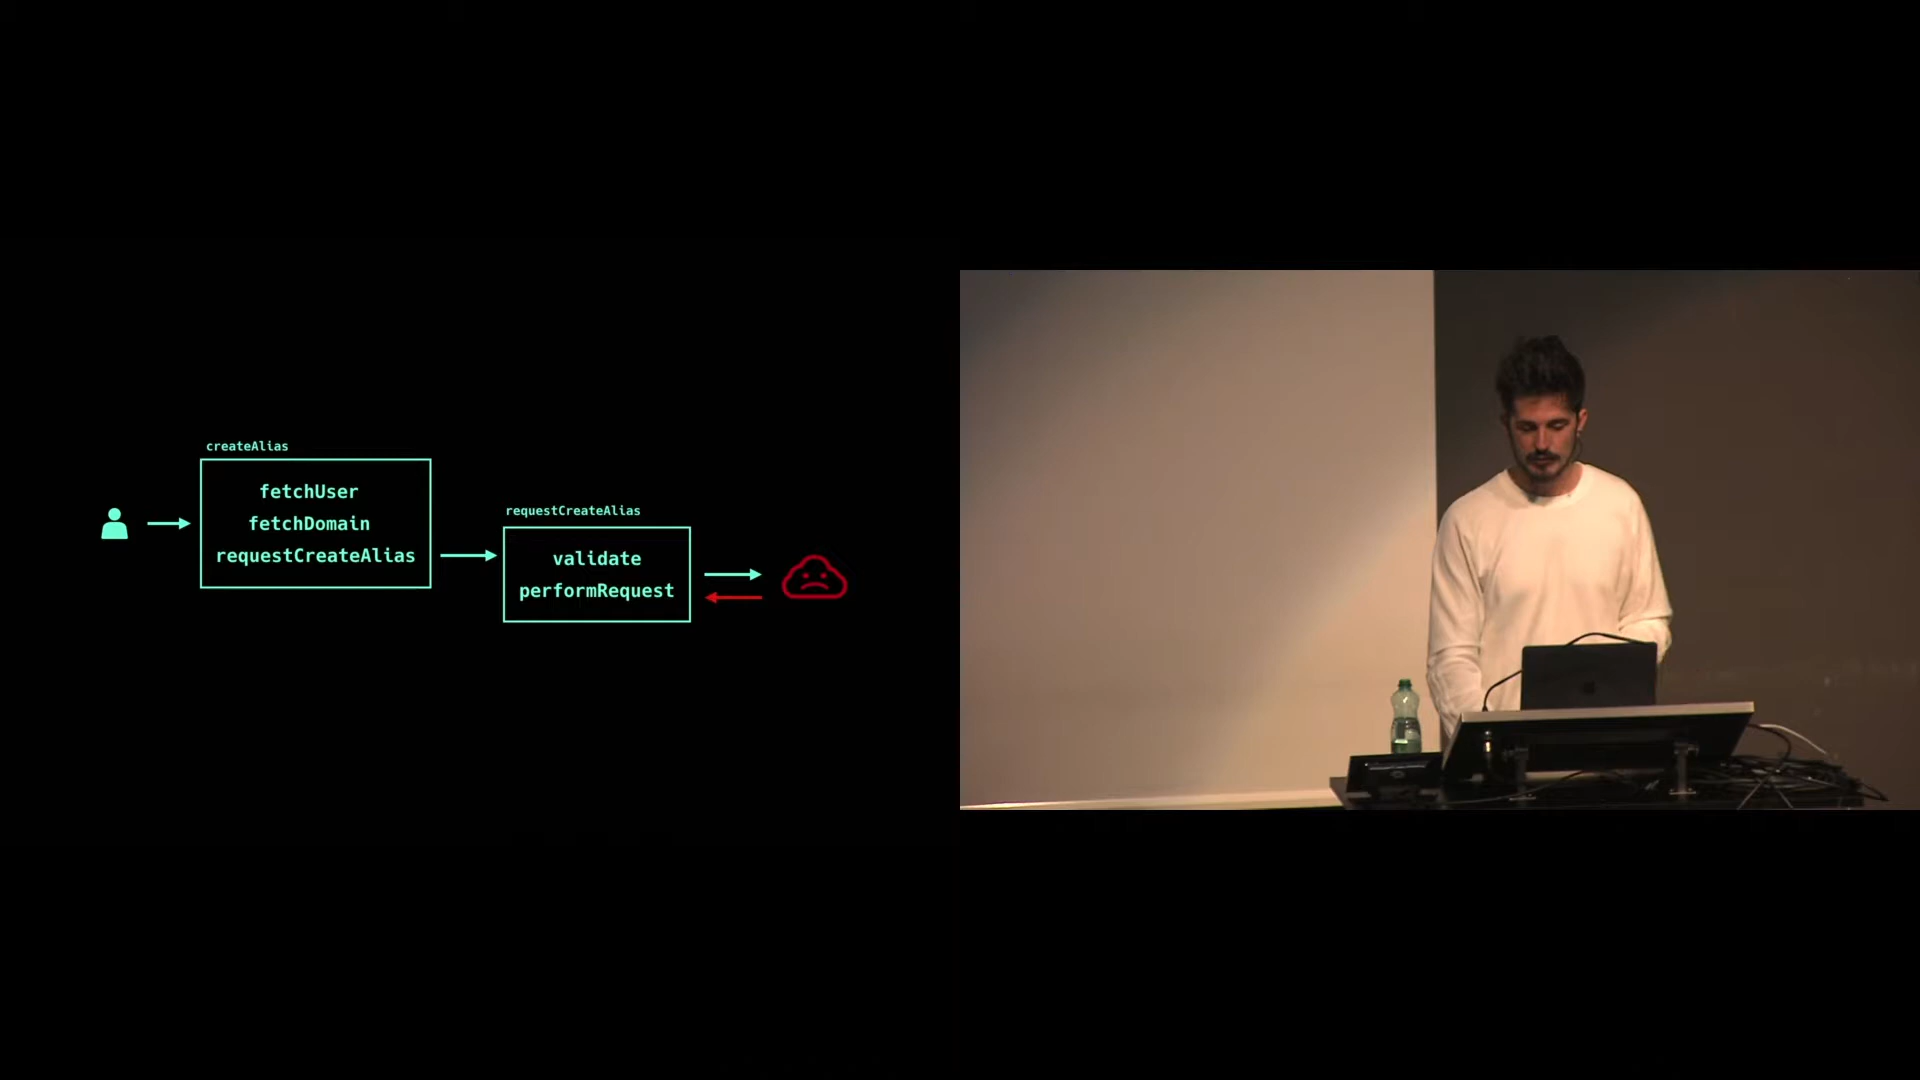 createAlias
fetchUser
fetchDomain
requestCreateAlias
requestCreateAlias
validate
performRequest